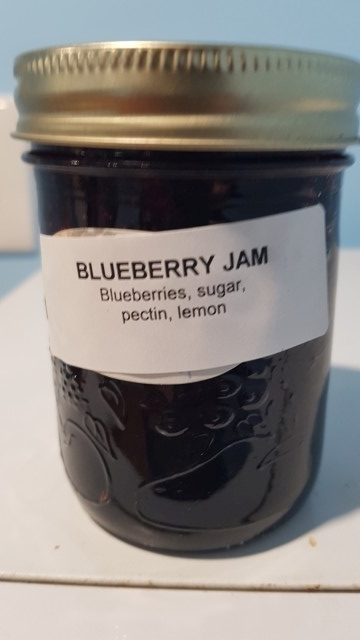 BLUEBERRY JAM
Blueberries, sugar,
pectin, lemon